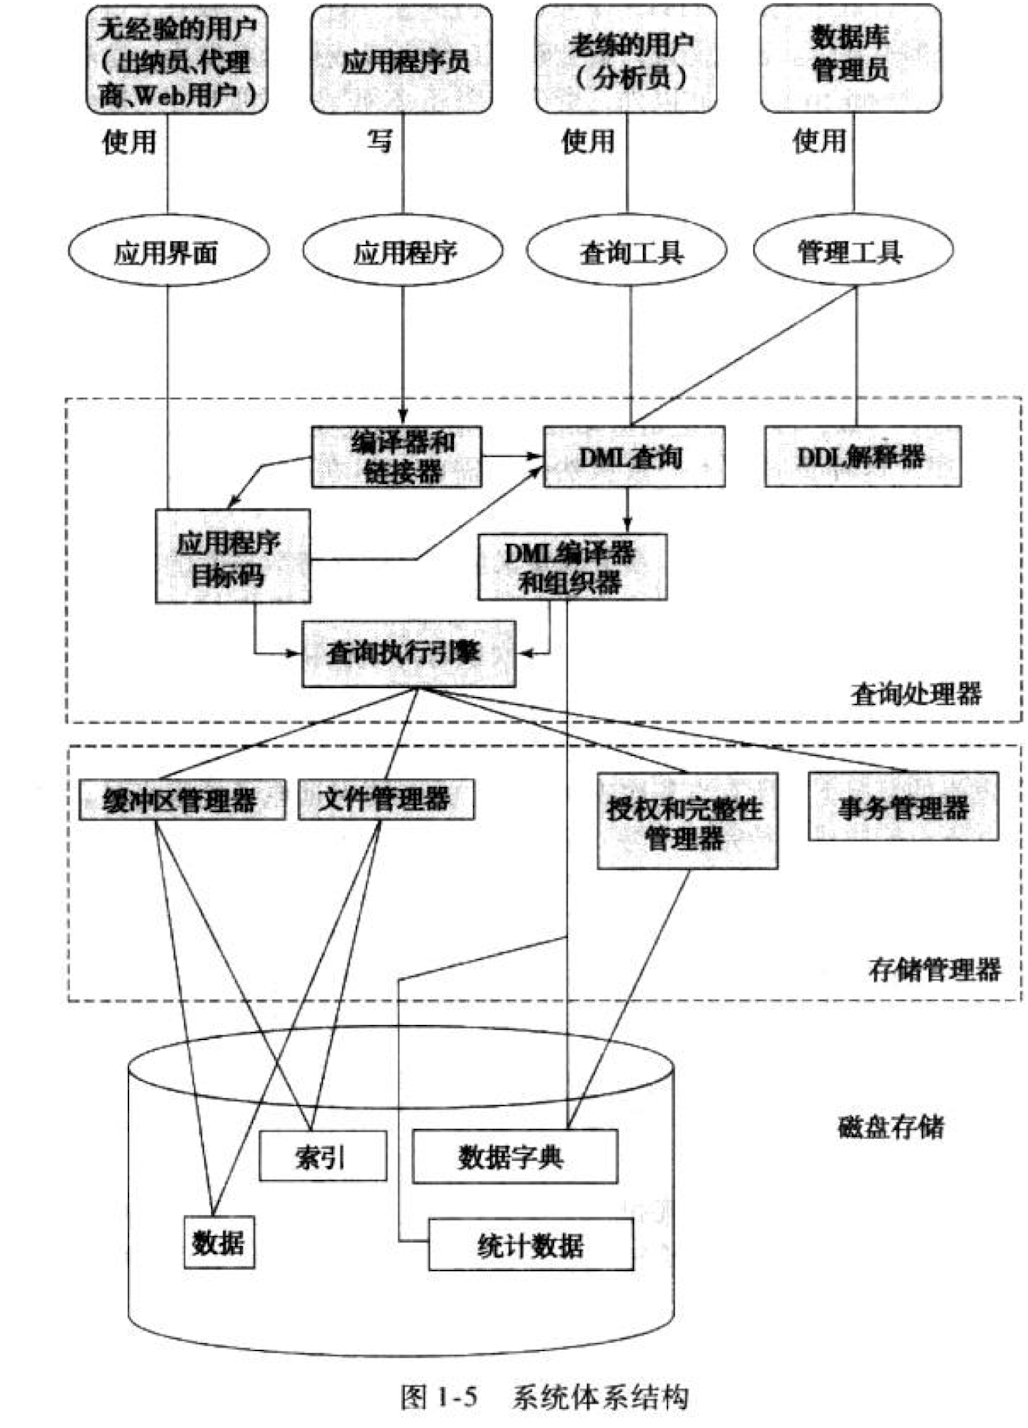 无经验的用户
（出纳员、代理
商、Web用户）
应用程序员
老练的用户
（分析员）
数据库
管理员
使用
写
使用
使用
应用界面
应用程序
查询工具
管理工具
编译器和
链接器
DML查询
DDL解释器
应用程序
目标码
DML编译器
和组织器
查询执行引擎
查询处理器
缓冲区管理器
文件管理器
授权和完整性
管理器
事务管理器
存储管理器
磁盘存储
索引
数据字典
数据
统计数据
图 1-5 系统体系结构